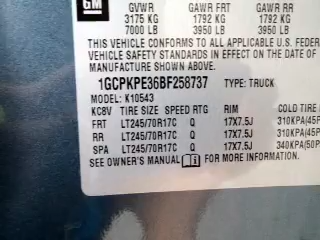 GM
GVWR GAWR FRT GAWR RR
3175 KG 1792 KG 1792 KG
7000 LB 3950 LB 3950 LB
THIS VEHICLE CONFORMS TO ALL APPLICABLE U.S. FEDER
VEHICLE SAFETY STANDARDS IN EFFECT ON THE DATE OF
MANUFACTURE SHOWN ABOVE.
1GCPKPE36BF258737 TYPE: TRUCK
MODEL: K10543
KC8V TIRE SIZE SPEED RTG RIM COLD TIRE
FRT LT245/70R17C Q 17X7.5J 310KPA(45P
RR LT245/70R17C Q 17X7.5J 310KPA(45P
SPA LT245/70R17C Q 17X7.5J 340KPA(50P
SEE OWNER'S MANUAL FOR MORE INFORMATION